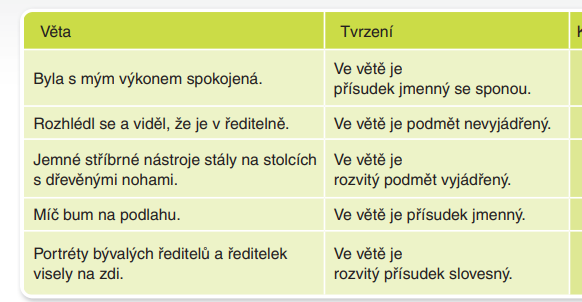 Věta
Tvrzení
K
Byla s mým výkonem spokojená.
Ve větě je
přísudek jmenný se sponou.
Rozhlédl se a viděl, že je v ředitelně.
Ve větě je podmět nevyjádřený.
Jemné stříbrné nástroje stály na stolcích
s dřevěnými nohami.
Ve větě je
rozvitý podmět vyjádřený.
Míč bum na podlahu.
Ve větě je přísudek jmenný.
Portréty bývalých ředitelů a ředitelek
visely na zdi.
Ve větě je
rozvitý přísudek slovesný.